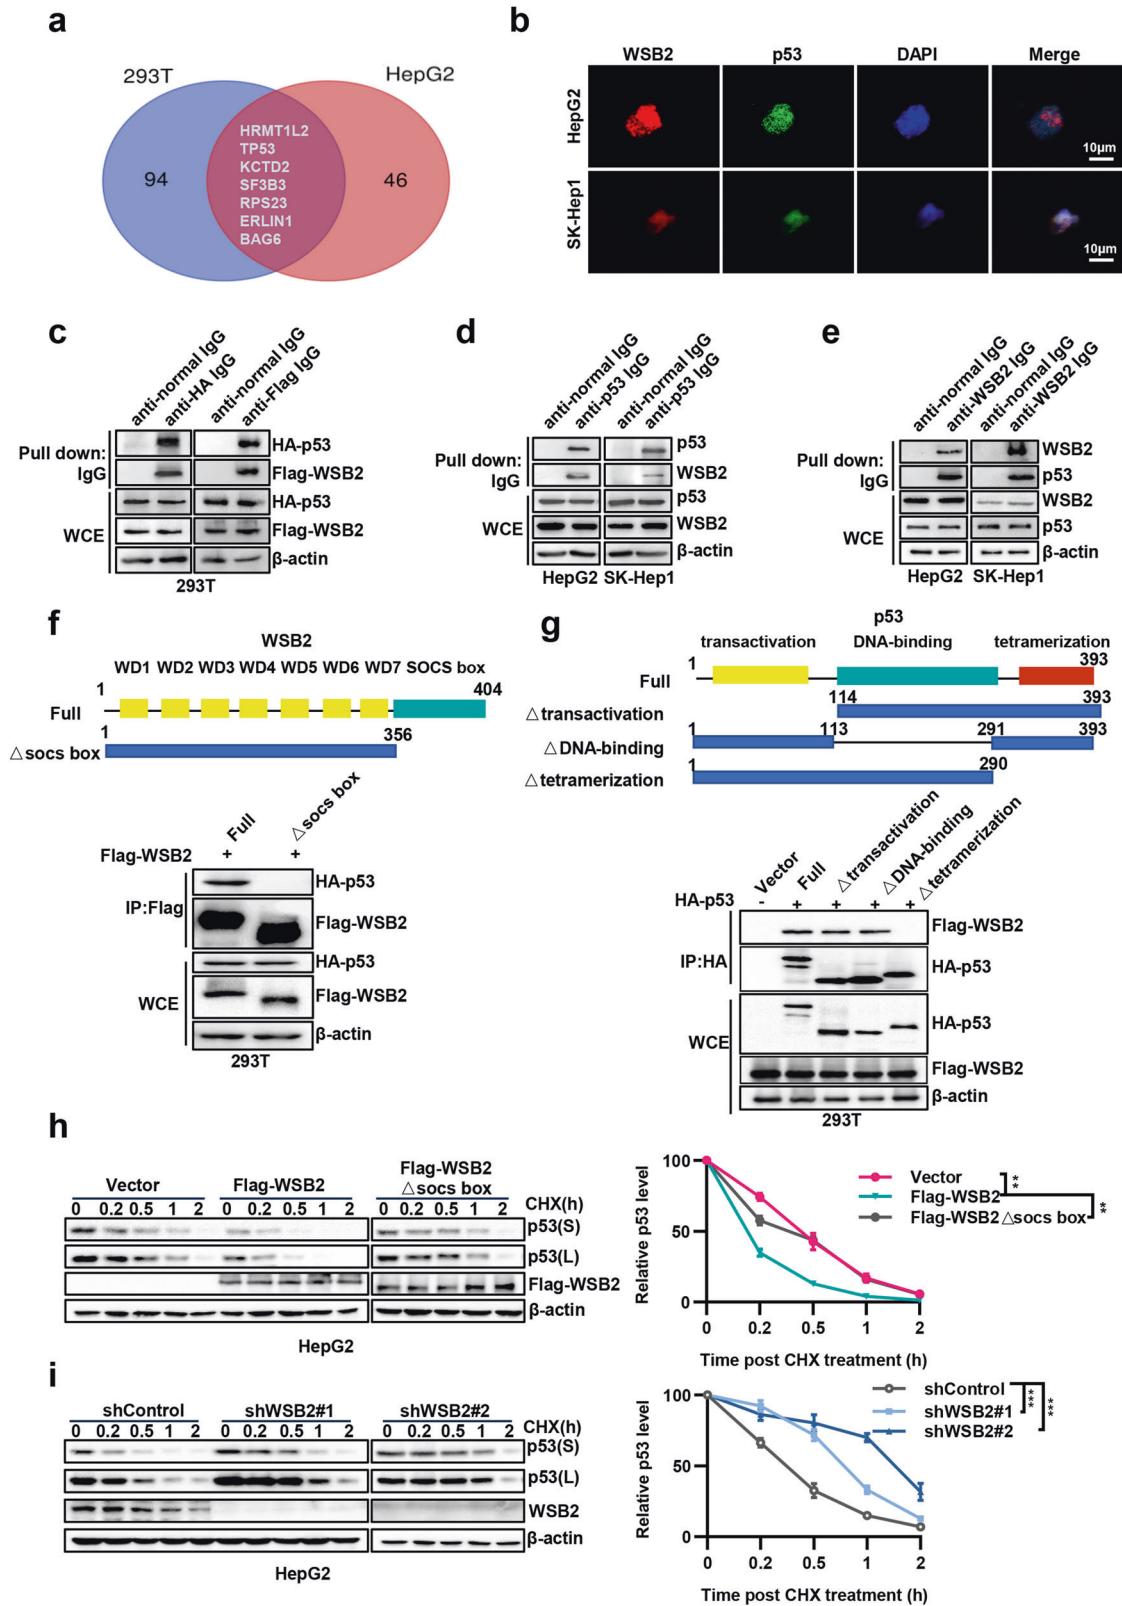 a
293T
HepG2
94
HRMT1L2
TP53
KCTD2
SF3B3
RPS23
ERLIN1
BAG6
46
b
WSB2 p53 DAPI Merge
HepG2
10μm
SK-Hep1
10μm
c
anti-normal IgG
anti-HA IgG
anti-normal IgG
anti-Flag IgG
Pull down: IgG
HA-p53
Flag-WSB2
WCE
HA-p53
Flag-WSB2
β-actin
293T
d
anti-normal IgG
anti-p53 IgG
anti-normal IgG
anti-p53 IgG
Pull down: IgG
p53
WSB2
WCE
p53
WSB2
β-actin
HepG2 SK-Hep1
e
anti-normal IgG
anti-WSB2 IgG
anti-normal IgG
anti-WSB2 IgG
Pull down: IgG
WSB2
p53
WCE
WSB2
p53
β-actin
HepG2 SK-Hep1
f
WSB2
WD1 WD2 WD3 WD4 WD5 WD6 WD7 SOCS box
1 404
Full
1 356
△socs box
Full
△socs box
Flag-WSB2 + +
IP:Flag
HA-p53
Flag-WSB2
WCE
HA-p53
Flag-WSB2
β-actin
293T
g
p53
transactivation DNA-binding tetramerization
1 393
Full
114 393
△transactivation
1 113 291 393
△DNA-binding
1 290
△tetramerization
Vector
Full
△transactivation
△DNA-binding
△tetramerization
HA-p53 - + + + +
IP:HA
Flag-WSB2
HA-p53
WCE
HA-p53
Flag-WSB2
β-actin
293T
h
Vector Flag-WSB2 Flag-WSB2 △socs box
0 0.2 0.5 1 2 0 0.2 0.5 1 2 0 0.2 0.5 1 2 CHX(h)
p53(S)
p53(L)
Flag-WSB2
β-actin
HepG2
Relative p53 level
100
50
0
0 0.2 0.5 1 2
Time post CHX treatment (h)
Vector
Flag-WSB2
Flag-WSB2 △socs box
**
**
i
shControl shWSB2#1 shWSB2#2
0 0.2 0.5 1 2 0 0.2 0.5 1 2 0 0.2 0.5 1 2 CHX(h)
p53(S)
p53(L)
WSB2
β-actin
HepG2
Relative p53 level
100
50
0
0 0.2 0.5 1 2
Time post CHX treatment (h)
shControl
shWSB2#1
shWSB2#2
***
***